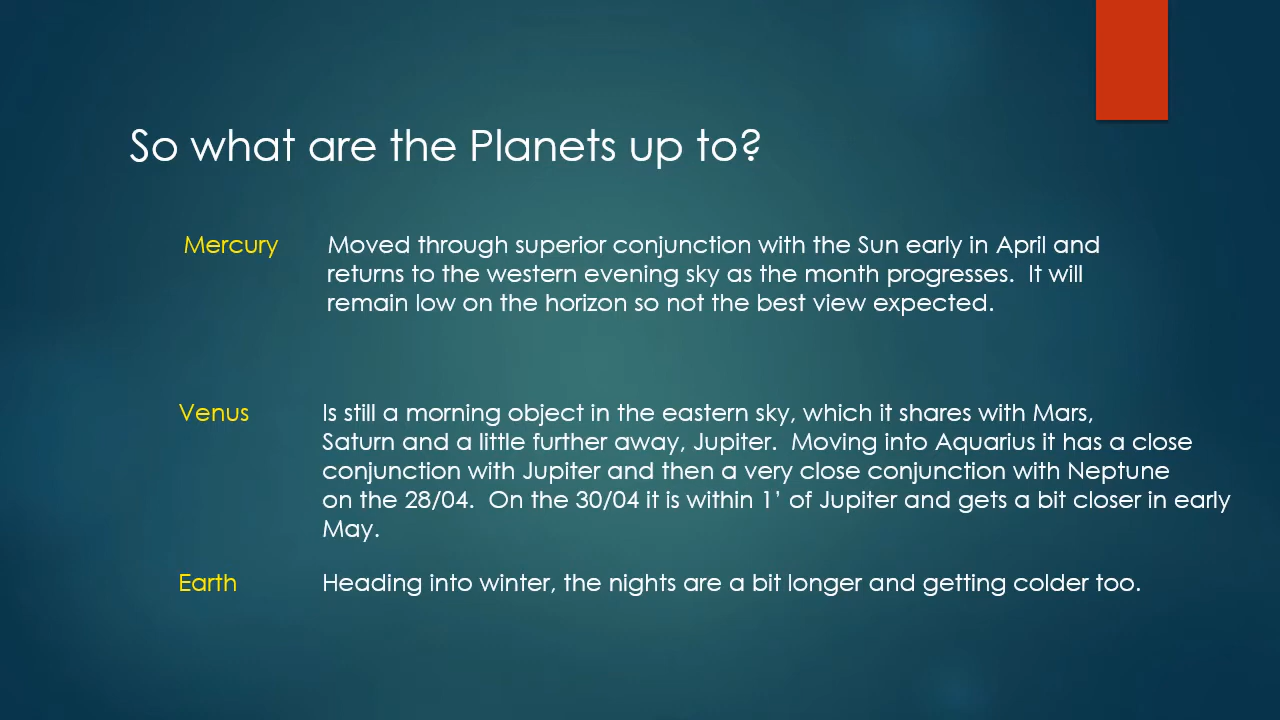 So what are the Planets up to?
Mercury Moved through superior conjunction with the Sun early in April and
returns to the western evening sky as the month progresses. It will
remain low on the horizon so not the best view expected.
Venus Is still a morning object in the eastern sky, which it shares with Mars,
Saturn and a little further away, Jupiter. Moving into Aquarius it has a close
conjunction with Jupiter and then a very close conjunction with Neptune
on the 28/04. On the 30/04 it is within 1’ of Jupiter and gets a bit closer in early
May.
Earth Heading into winter, the nights are a bit longer and getting colder too.